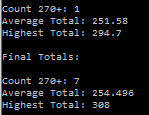 Count 270+: 1
Average Total: 251.58
Highest Total: 294.7
Final Totals:
Count 270+: 7
Average Total: 254.496
Highest Total: 308